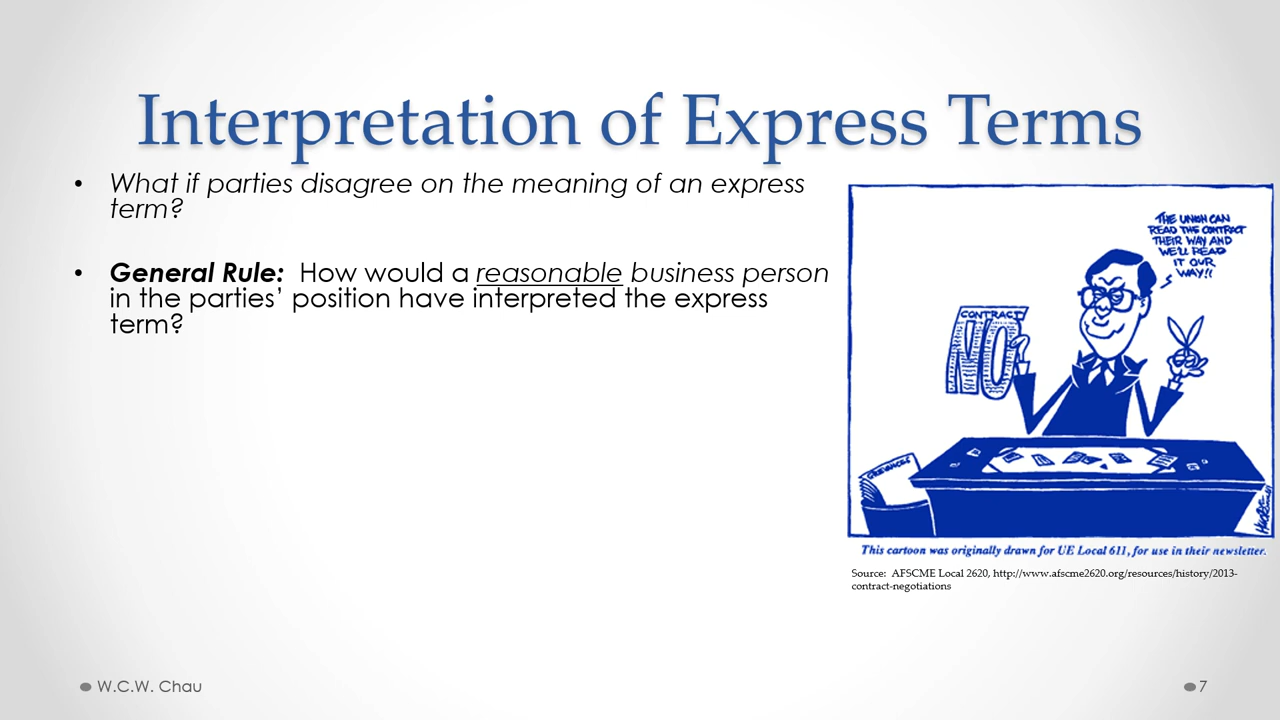 Interpretation of Express Terms
• What if parties disagree on the meaning of an express
term?
• General Rule: How would a reasonable business person
in the parties’ position have interpreted the express
term?
THE UNION CAN
READ THE CONTRACT
THEIR WAY AND
WE'LL READ
IT OUR
WAY!!
CONTRACT
NO
GRIEVANCES
This cartoon was originally drawn for UE Local 611, for use in their newsletter.
Source: AFSCME Local 2620, http://www.afscme2620.org/resources/history/2013-
contract-negotiations
W.C.W. Chau
7